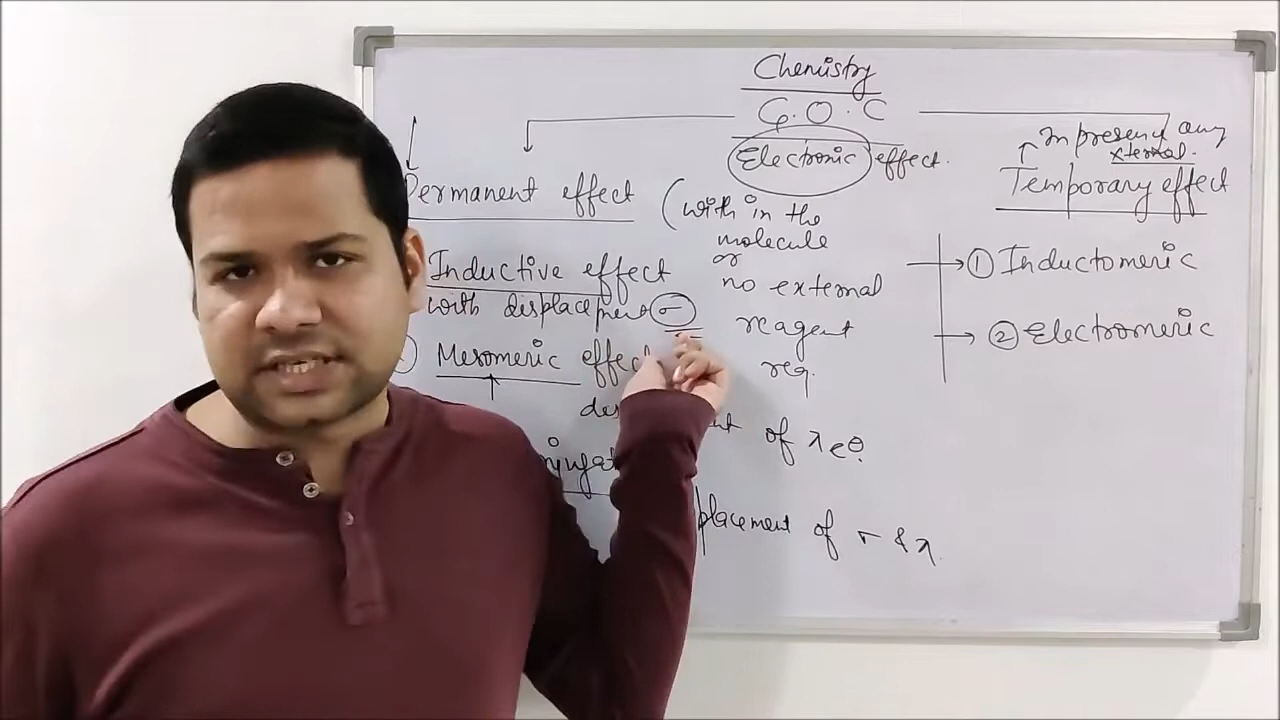 Chemistry
G.O.C
Electronic effect.
Permanent effect
(with in the
molecule
or
no external
reagent
req.
Inductive effect
with displacement σ
Mesomeric effect
of π e⊖
placement of σ & π
In presency any
external.
Temporary effect
① Inductomeric
② Electromeric